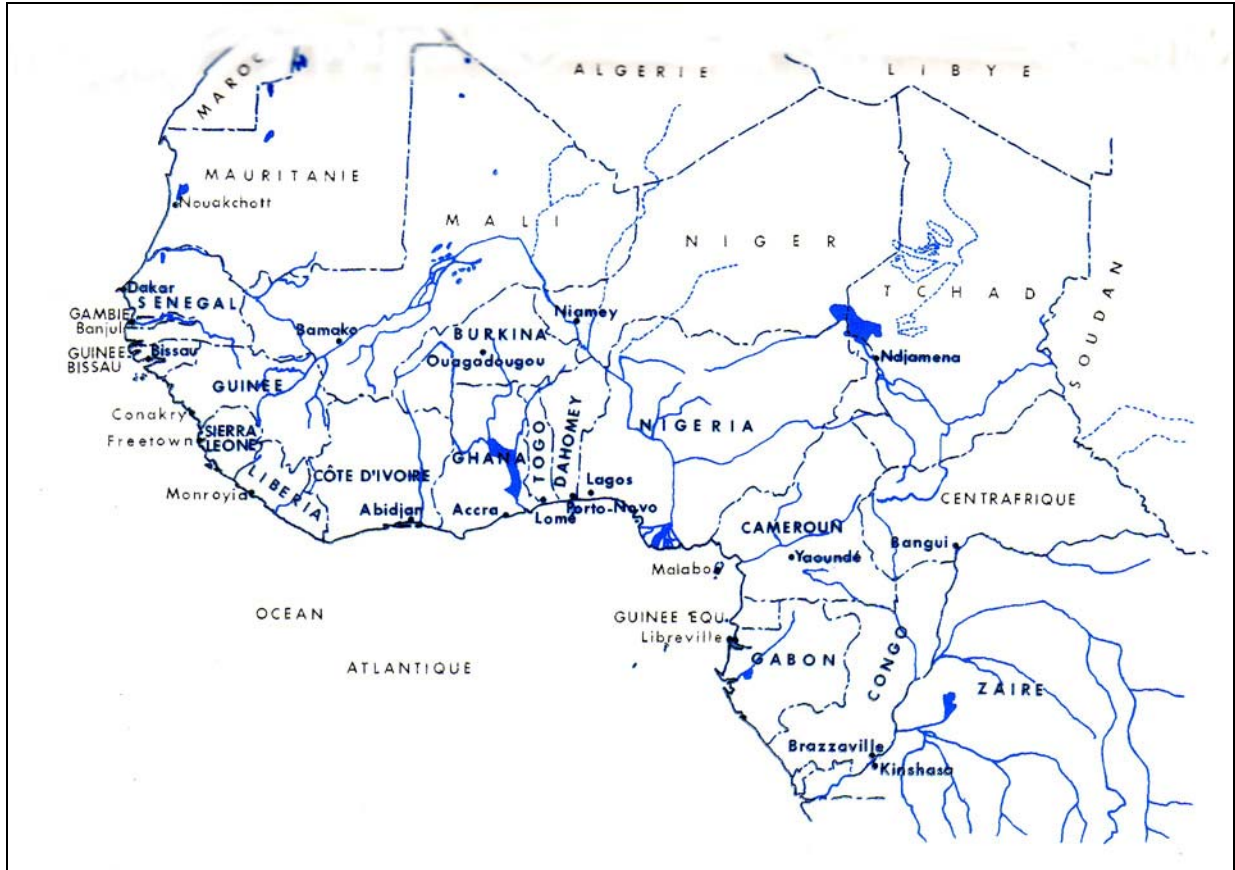 MAROC
ALGERIE
LIBYE
MAURITANIE
Nouakchott
MALI
NIGER
TCHAD
SOUDAN
Dakar
SENEGAL
GAMBIE
Banjul
Bamako
BURKINA
Niamey
Ouagadougou
GUINEE
BISSAU
Bissau
GUINEE
Ndjamena
Conakry
Freetown
SIERRA
LEONE
LIBERIA
Monrovia
CÔTE D'IVOIRE
Abidjan
GHANA
Accra
TOGO
DAHOMEY
Lomé
Porto-Novo
Lagos
NIGERIA
CENTRAFRIQUE
CAMEROUN
Bangui
Yaoundé
Malabo
OCEAN
ATLANTIQUE
GUINEE EQU
Libreville
GABON
CONGO
ZAIRE
Brazzaville
Kinshasa